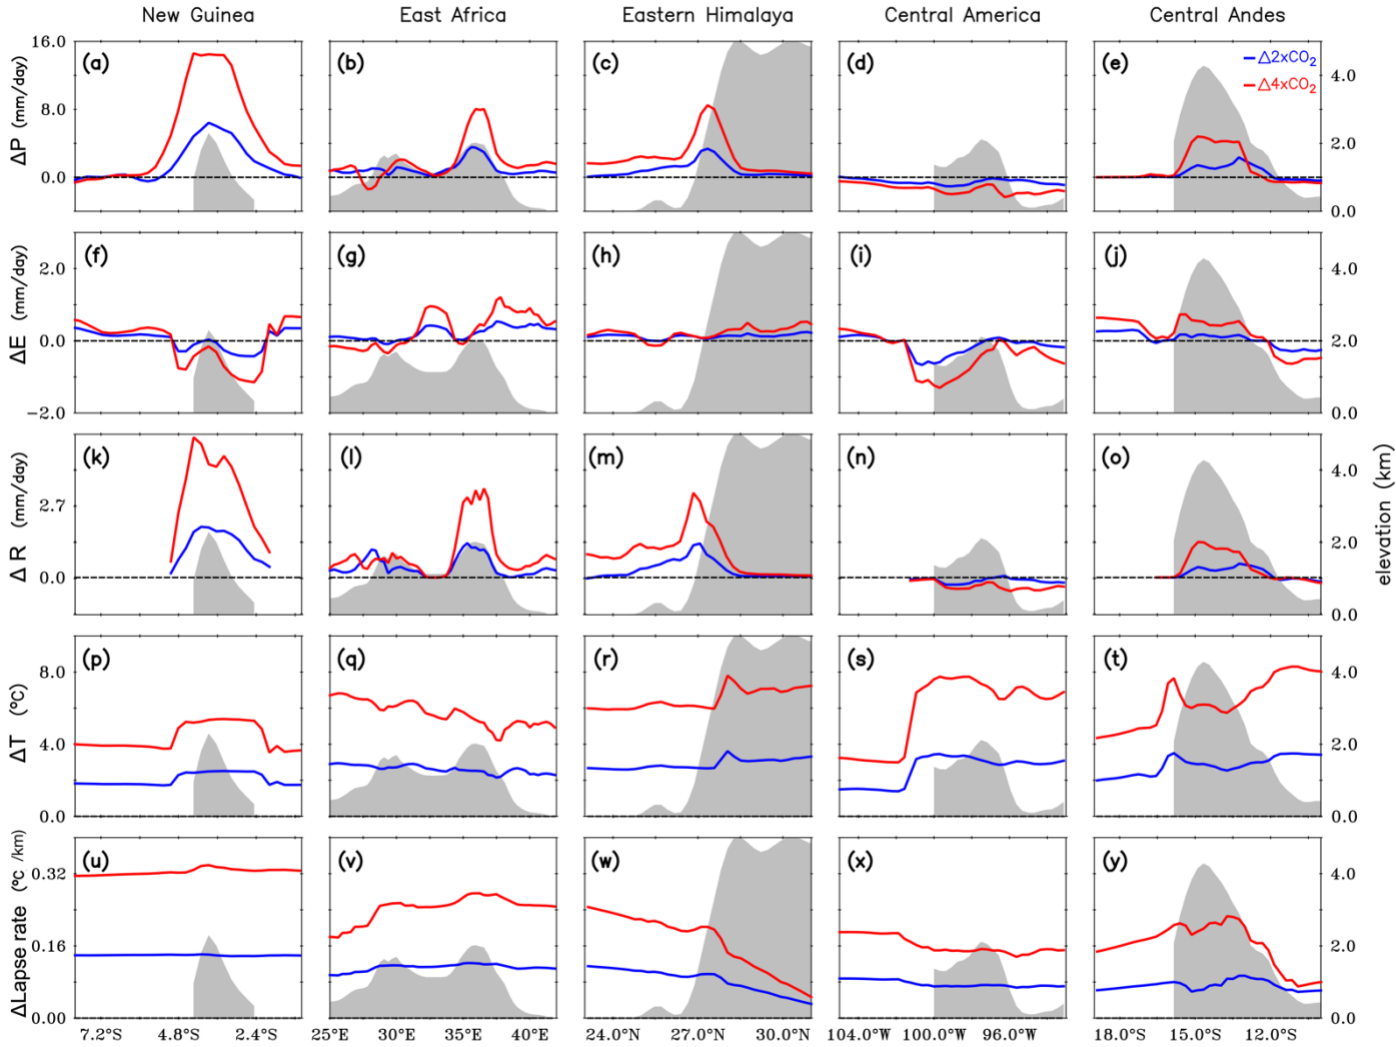 New Guinea East Africa Eastern Himalaya Central America Central Andes
16.0 (a) (b) (c) (d) (e) Δ2xCO2 4.0
Δ4xCO2
ΔP (mm/day) 8.0 2.0
0.0 0.0
(f) (g) (h) (i) (j)
ΔE (mm/day) 2.0 4.0
0.0 2.0
−2.0 0.0
(k) (l) (m) (n) (o)
Δ R (mm/day) 2.7 4.0
2.0
0.0 0.0
elevation (km)
(p) (q) (r) (s) (t)
ΔT (°C) 8.0 4.0
4.0 2.0
0.0 0.0
(u) (v) (w) (x) (y)
ΔLapse rate (°c /km) 0.32 4.0
0.16 2.0
0.00 0.0
7.2°S 4.8°S 2.4°S 25°E 30°E 35°E 40°E 24.0°N 27.0°N 30.0°N 104.0°W 100.0°W 96.0°W 18.0°S 15.0°S 12.0°S